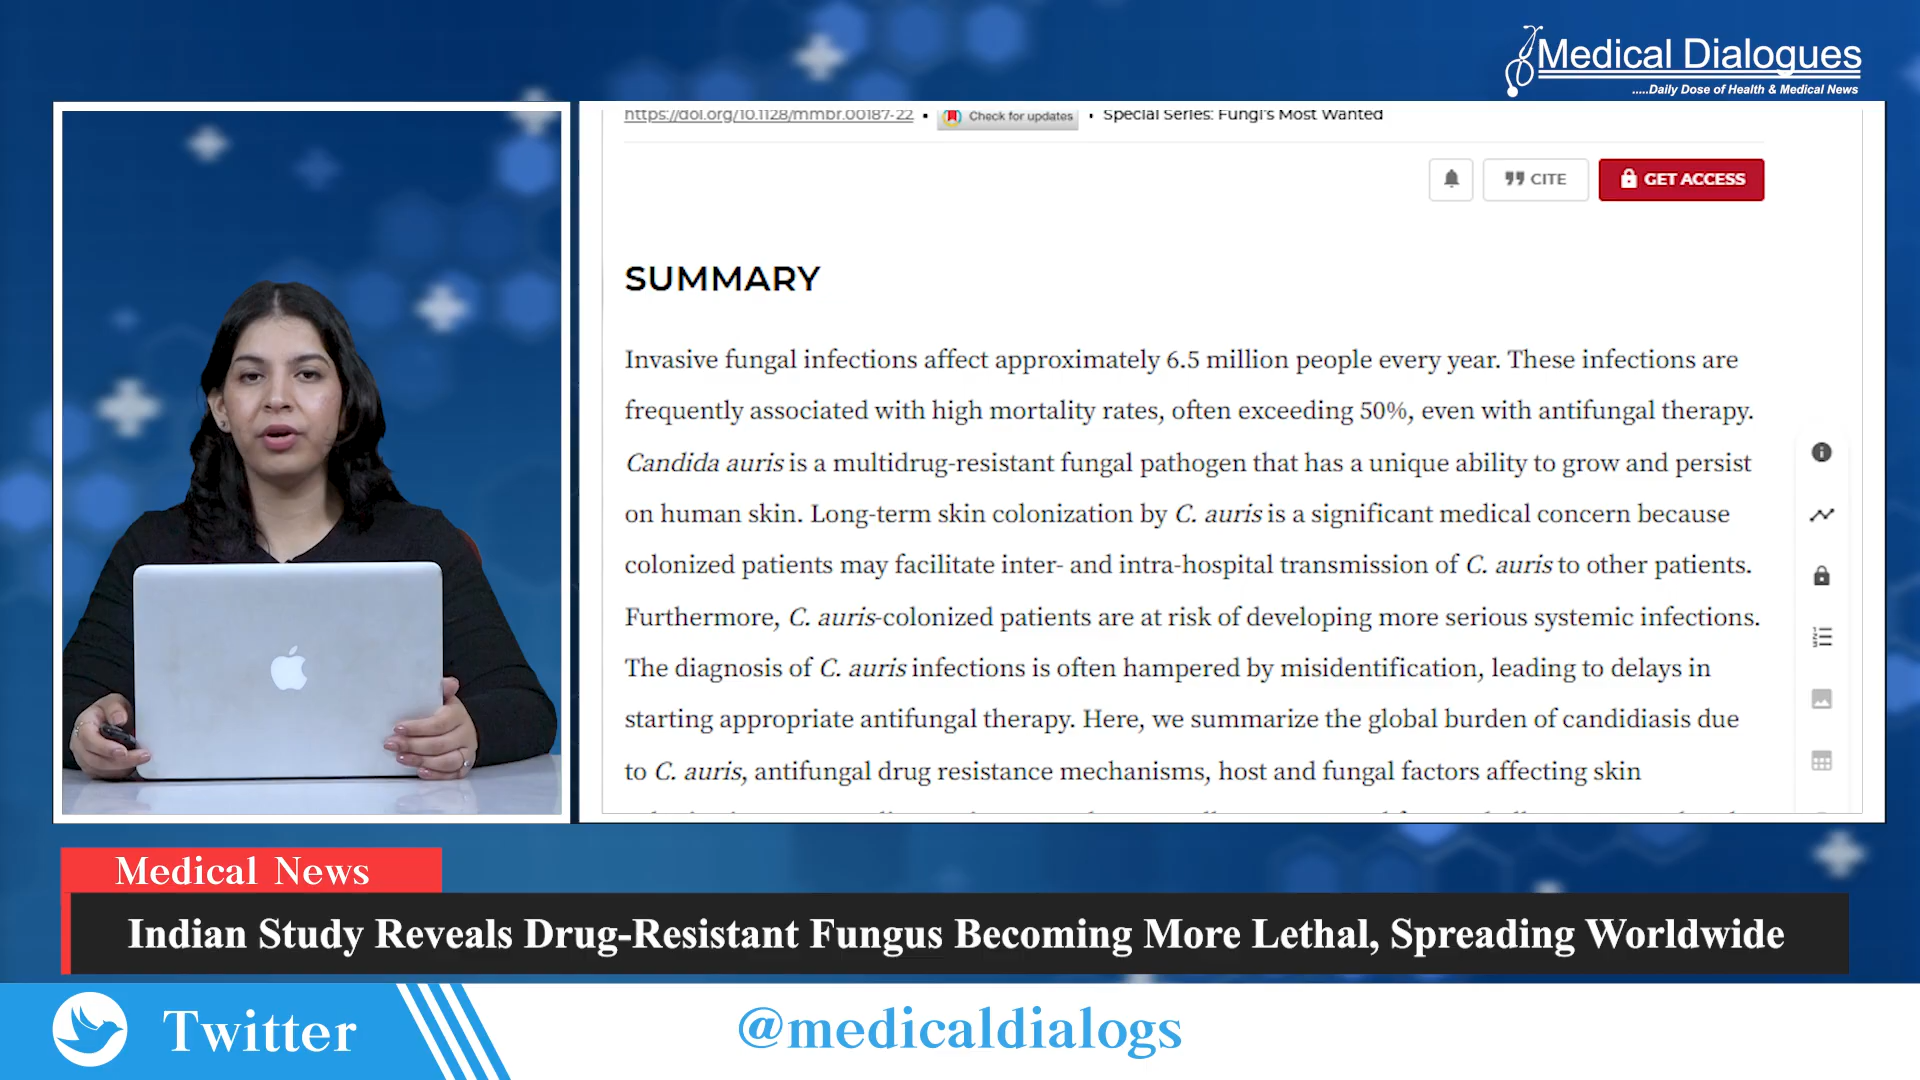 Medical Dialogues
.....Daily Dose of Health & Medical News
https://doi.org/10.1128/mmbr.00187-22 • Check for updates • Special Series: Fungi's Most Wanted
CITE
GET ACCESS
SUMMARY
Invasive fungal infections affect approximately 6.5 million people every year. These infections are
frequently associated with high mortality rates, often exceeding 50%, even with antifungal therapy.
Candida auris is a multidrug-resistant fungal pathogen that has a unique ability to grow and persist
on human skin. Long-term skin colonization by C. auris is a significant medical concern because
colonized patients may facilitate inter- and intra-hospital transmission of C. auris to other patients.
Furthermore, C. auris-colonized patients are at risk of developing more serious systemic infections.
The diagnosis of C. auris infections is often hampered by misidentification, leading to delays in
starting appropriate antifungal therapy. Here, we summarize the global burden of candidiasis due
to C. auris, antifungal drug resistance mechanisms, host and fungal factors affecting skin
Medical News
Indian Study Reveals Drug-Resistant Fungus Becoming More Lethal, Spreading Worldwide
Twitter
@medicaldialogs